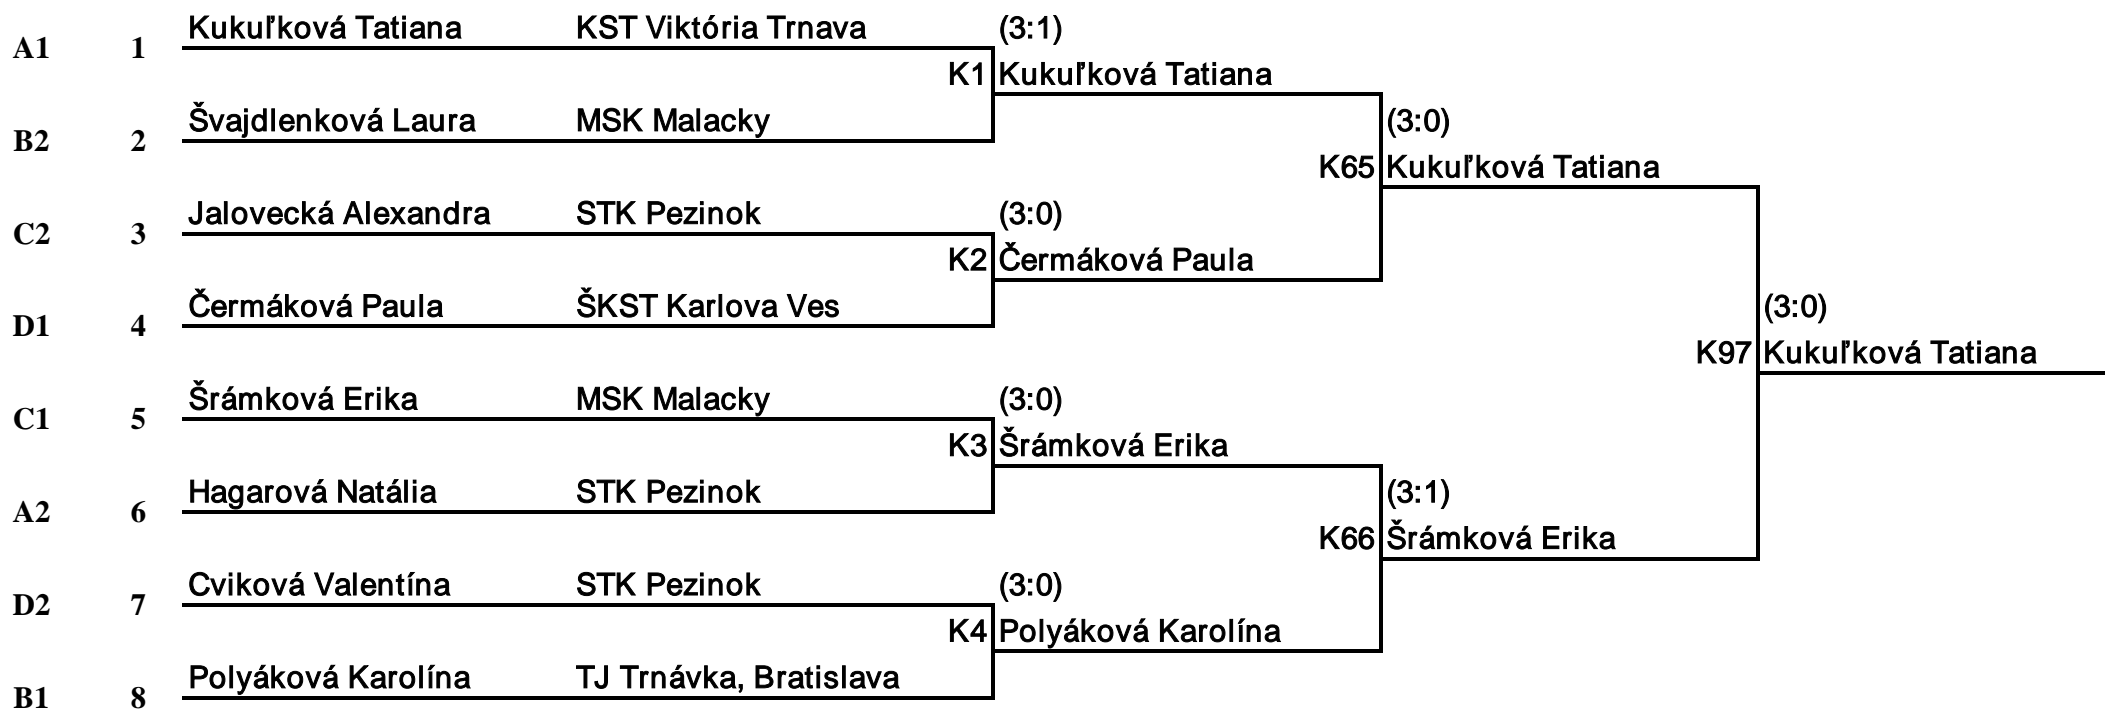 Kukuľková Tatiana KST Viktória Trnava (3:1)
A1 1
K1 Kukuľková Tatiana
Švajdlenková Laura MSK Malacky (3:0)
B2 2
K65 Kukuľková Tatiana
Jalovecká Alexandra STK Pezinok (3:0)
C2 3
K2 Čermáková Paula
Čermáková Paula ŠKST Karlova Ves (3:0)
D1 4
K97 Kukuľková Tatiana
Šrámková Erika MSK Malacky (3:0)
C1 5
K3 Šrámková Erika
Hagarová Natália STK Pezinok (3:1)
A2 6
K66 Šrámková Erika
Cviková Valentína STK Pezinok (3:0)
D2 7
K4 Polyáková Karolína
Polyáková Karolína TJ Trnávka, Bratislava
B1 8